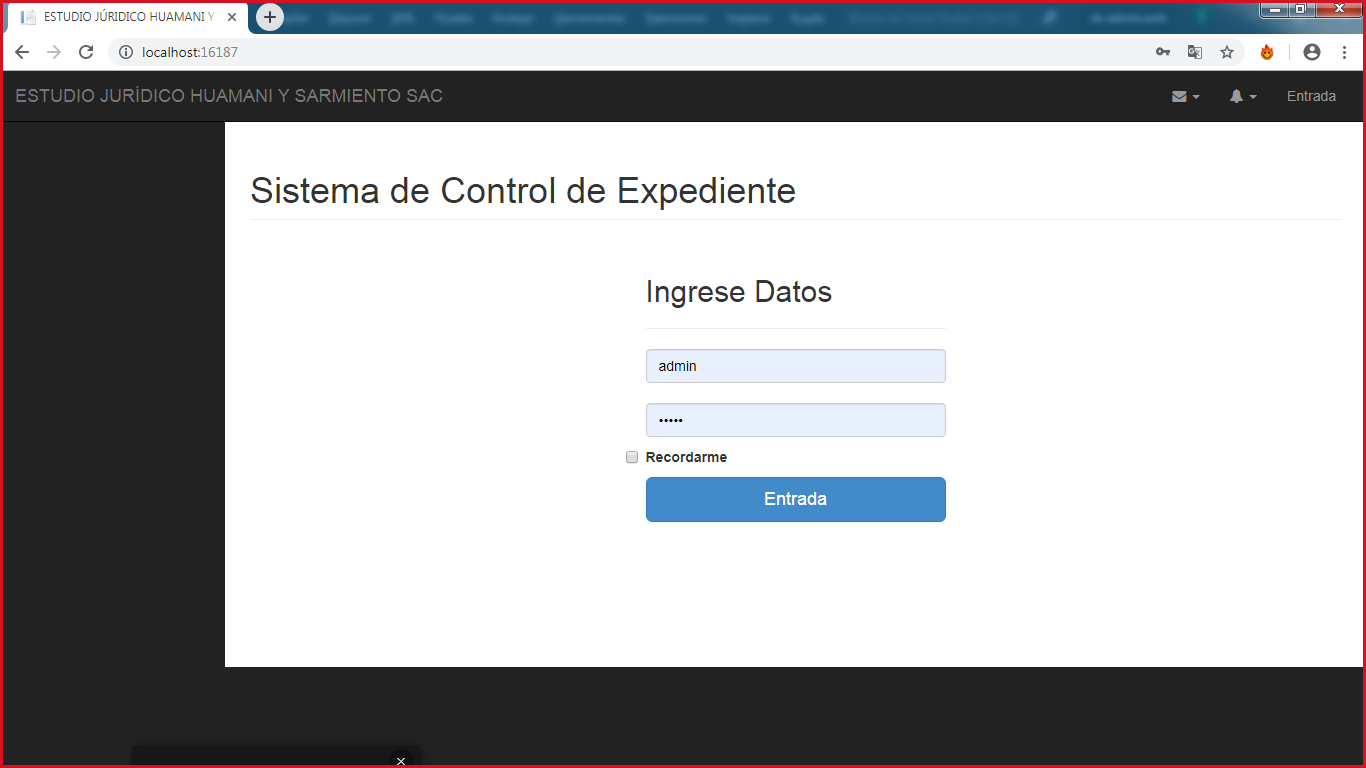 ESTUDIO JÚRIDICO HUAMANI Y
localhost:16187
ESTUDIO JURÍDICO HUAMANI Y SARMIENTO SAC
Entrada
Sistema de Control de Expediente
Ingrese Datos
admin
•••••
Recordarme
Entrada